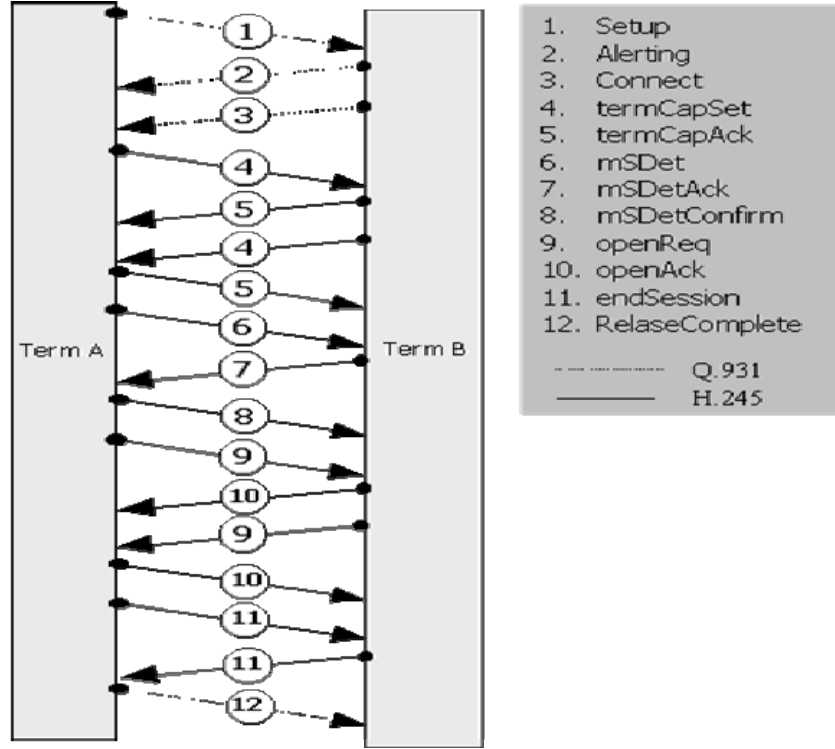 1
2
3
4
5
4
5
6
Term A
Term B
7
8
9
10
9
10
11
11
12
1. Setup
2. Alerting
3. Connect
4. termCapSet
5. termCapAck
6. mSDet
7. mSDetAck
8. mSDetConfirm
9. openReq
10. openAck
11. endSession
12. RelaseComplete
Q.931
H.245